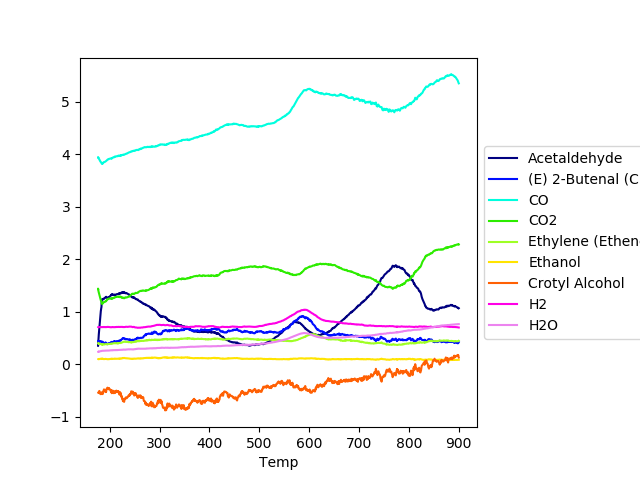 5
4
3
2
1
0
−1
200 300 400 500 600 700 800 900
Temp
Acetaldehyde
(E) 2-Butenal (C
CO
CO2
Ethylene (Ethen
Ethanol
Crotyl Alcohol
H2
H2O